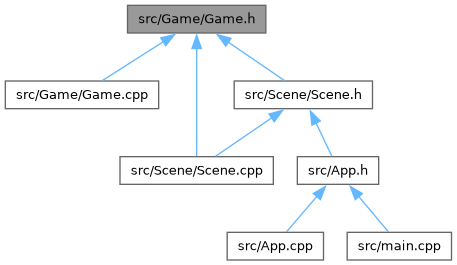 src/Game/Game.h
src/Game/Game.cpp
src/Scene/Scene.h
src/Scene/Scene.cpp
src/App.h
src/App.cpp
src/main.cpp